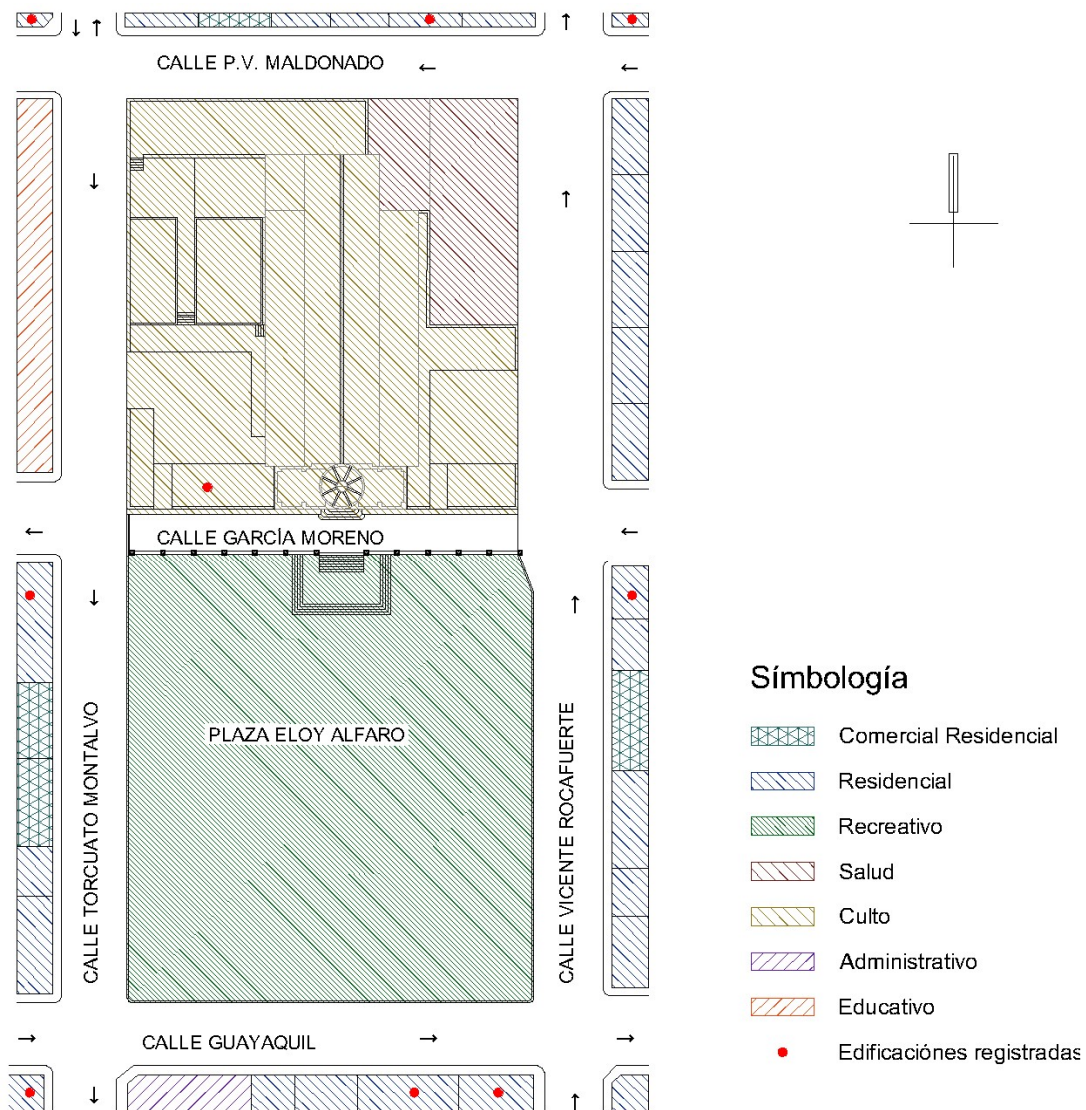 CALLE P.V. MALDONADO
CALLE GARCÍA MORENO
PLAZA ELOY ALFARO
CALLE TORCUATO MONTALVO
CALLE VICENTE ROCAFUERTE
CALLE GUAYAQUIL
Símbología
Comercial Residencial
Residencial
Recreativo
Salud
Culto
Administrativo
Educativo
Edificaciónes registradas